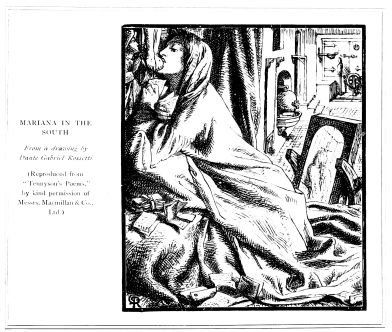 MARIANA IN THE
SOUTH
From a drawing by
Dante Gabriel Rossetti
(Reproduced from
"Tennyson's Poems,"
by kind permission of
Messrs. Macmillan & Co.,
Ltd.)